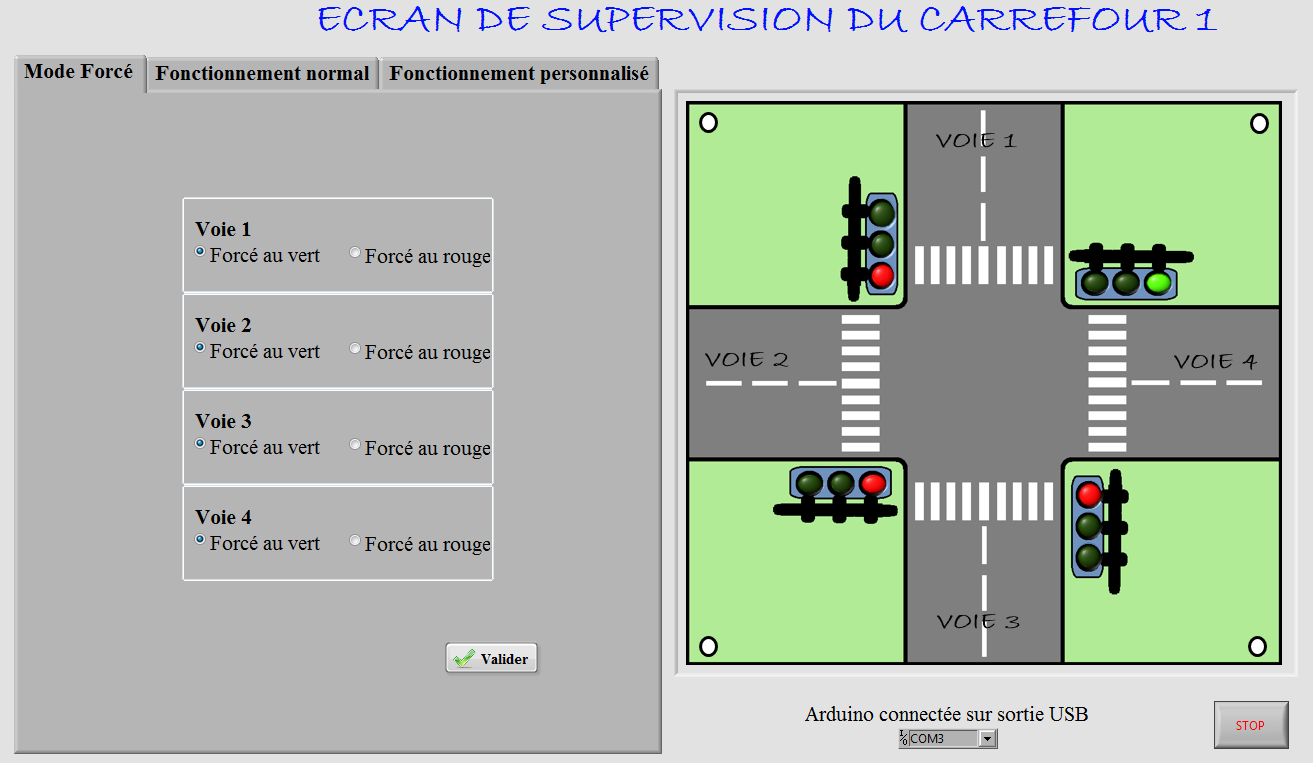 ECRAN DE SUPERVISION DU CARREFOUR 1
Mode Forcé
Fonctionnement normal
Fonctionnement personnalisé
Voie 1
Forcé au vert
Forcé au rouge
Voie 2
Forcé au vert
Forcé au rouge
Voie 3
Forcé au vert
Forcé au rouge
Voie 4
Forcé au vert
Forcé au rouge
Valider
VOIE 1
VOIE 2
VOIE 4
VOIE 3
Arduino connectée sur sortie USB
I/O COM3
STOP